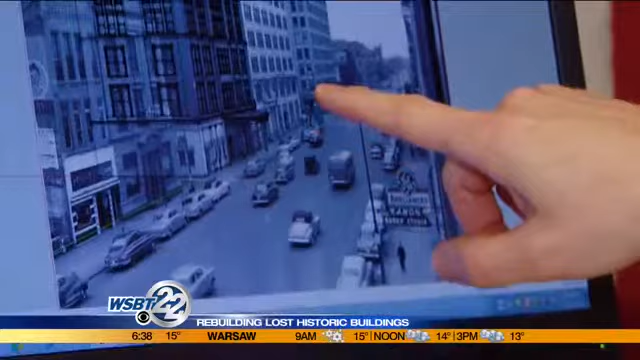 WSBT 22
REBUILDING LOST HISTORIC BUILDINGS
6:38 15° WARSAW 9AM 15° | NOON 14° | 3PM 13°